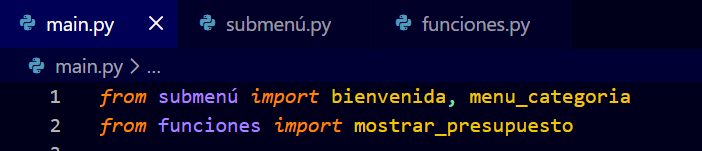 main.py submenú.py funciones.py
main.py > ...
1 from submenú import bienvenida, menu_categoria
2 from funciones import mostrar_presupuesto